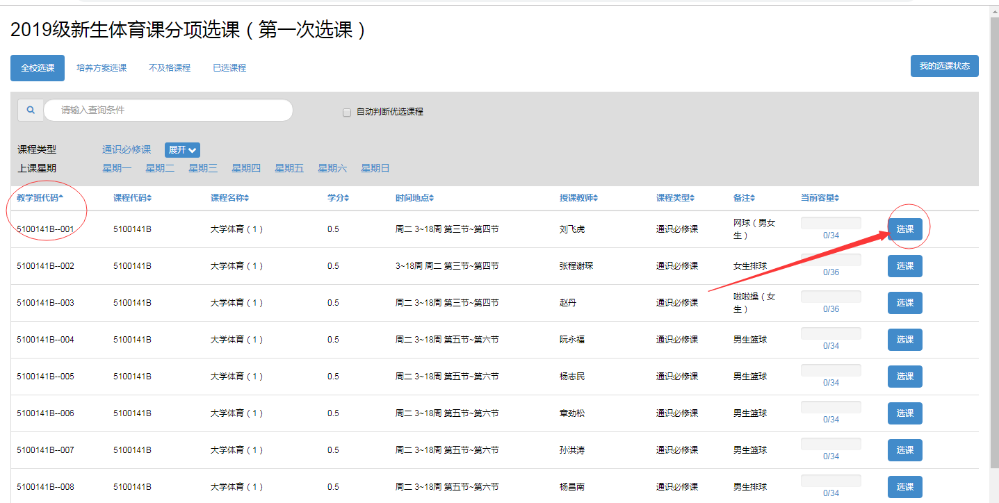 2019级新生体育课分项选课（第一次选课）
全校选课 培养方案选课 不及格课程 已选课程 我的选课状态
请输入查询条件 自动判断优选课程
课程类型 通识必修课 展开
上课星期 星期一 星期二 星期三 星期四 星期五 星期六 星期日
教学班代码 课程代码 课程名称 学分 时间地点 授课教师 课程类型 备注 当前容量
5100141B--001 5100141B 大学体育（1） 0.5 周二 3~18周 第三节~第四节 刘飞虎 通识必修课 网球（男女生） 0/34 选课
5100141B--002 5100141B 大学体育（1） 0.5 3~18周 周二 第三节~第四节 张程谢琛 通识必修课 女生排球 0/36 选课
5100141B--003 5100141B 大学体育（1） 0.5 周二 3~18周 第三节~第四节 赵丹 通识必修课 啦啦操（女生） 0/36 选课
5100141B--004 5100141B 大学体育（1） 0.5 周二 3~18周 第五节~第六节 阮永福 通识必修课 男生篮球 0/34 选课
5100141B--005 5100141B 大学体育（1） 0.5 周二 3~18周 第五节~第六节 杨志民 通识必修课 男生篮球 0/34 选课
5100141B--006 5100141B 大学体育（1） 0.5 周二 3~18周 第五节~第六节 章劲松 通识必修课 男生篮球 0/34 选课
5100141B--007 5100141B 大学体育（1） 0.5 周二 3~18周 第五节~第六节 孙洪涛 通识必修课 男生篮球 0/34 选课
5100141B--008 5100141B 大学体育（1） 0.5 周二 3~18周 第五节~第六节 杨昌南 通识必修课 男生排球 0/34 选课